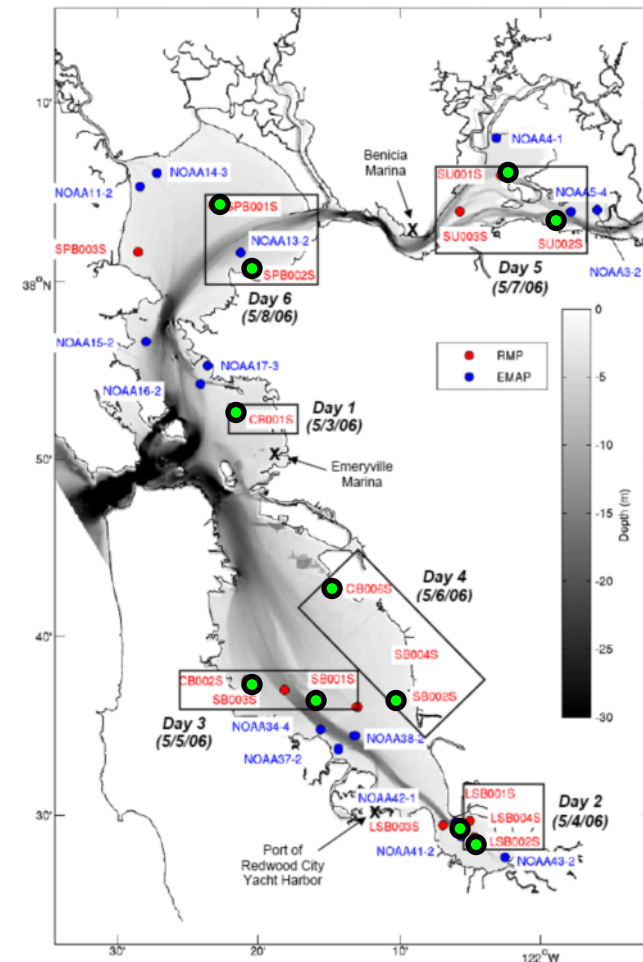 10'
Benicia
Marina
NOAA4-1
NOAA14-3
SU001S
NOAA11-2
NOAA5-4
SPB001S
SU003S
SU002S
NOAA13-2
SPB003S
SPB002S
NOAA3-2
38°N
Day 5
(5/7/06)
Day 6
(5/8/06)
NOAA15-2
NOAA17-3
RMP
EMAP
NOAA16-2
Day 1
(5/3/06)
CB001S
50'
Emeryville
Marina
0
-5
-10
-15
-20
-25
-30
Depth (m)
Day 4
(5/6/06)
CB006S
40'
SB004S
CB002S
SB001S
SB003S
SB002S
Day 3
(5/5/06)
NOAA34-4
NOAA38-2
NOAA37-2
LSB001S
NOAA42-1
Day 2
(5/4/06)
30'
LSB003S
LSB004S
LSB002S
NOAA41-2
NOAA43-2
Port of
Redwood City
Yacht Harbor
30'
20'
10'
122°W